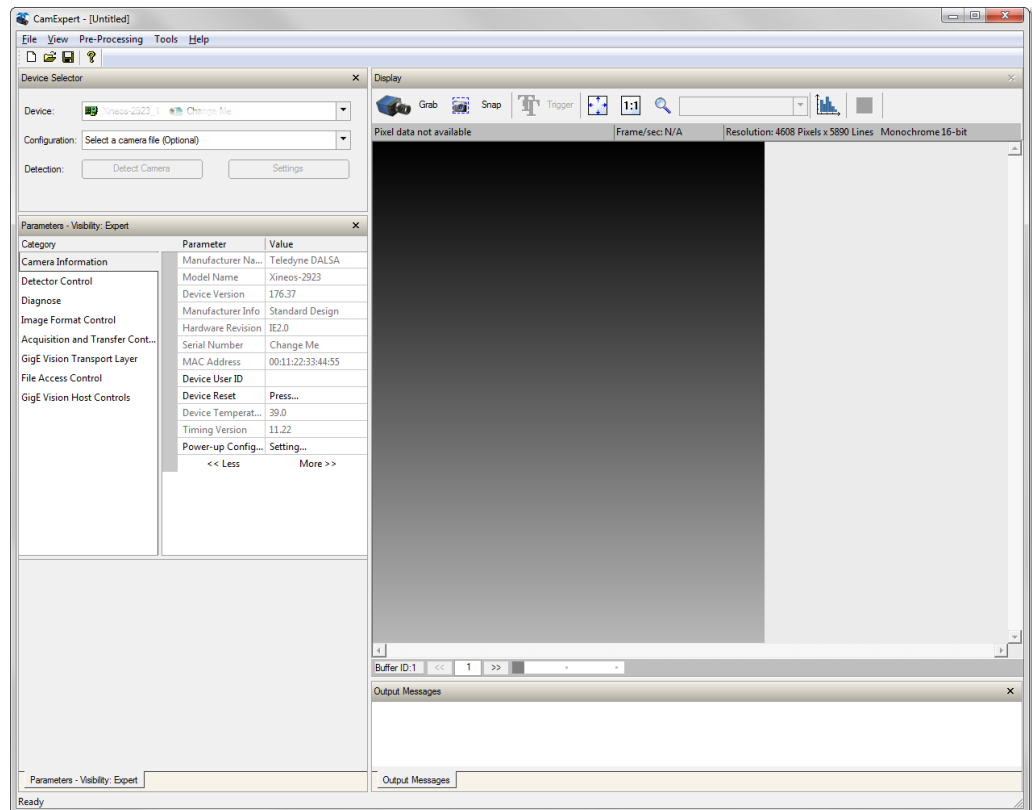 CamExpert - [Untitled]
File View Pre-Processing Tools Help
Device Selector
Device: Xineos-2923_1 Change Me
Configuration: Select a camera file (Optional)
Detection: Detect Camera Settings
Parameters - Visibility: Expert
Category
Camera Information
Detector Control
Diagnose
Image Format Control
Acquisition and Transfer Cont...
GigE Vision Transport Layer
File Access Control
GigE Vision Host Controls
Parameter Value
Manufacturer Na... Teledyne DALSA
Model Name Xineos-2923
Device Version 176.37
Manufacturer Info Standard Design
Hardware Revision IE2.0
Serial Number Change Me
MAC Address 00:11:22:33:44:55
Device User ID
Device Reset Press...
Device Temperat... 39.0
Timing Version 11.22
Power-up Config... Setting...
<< Less More >>
Parameters - Visibility: Expert
Display
Grab Snap Trigger 1:1
Pixel data not available Frame/sec: N/A Resolution: 4608 Pixels x 5890 Lines Monochrome 16-bit
Buffer ID:1 << 1 >>
Output Messages
Output Messages
Ready